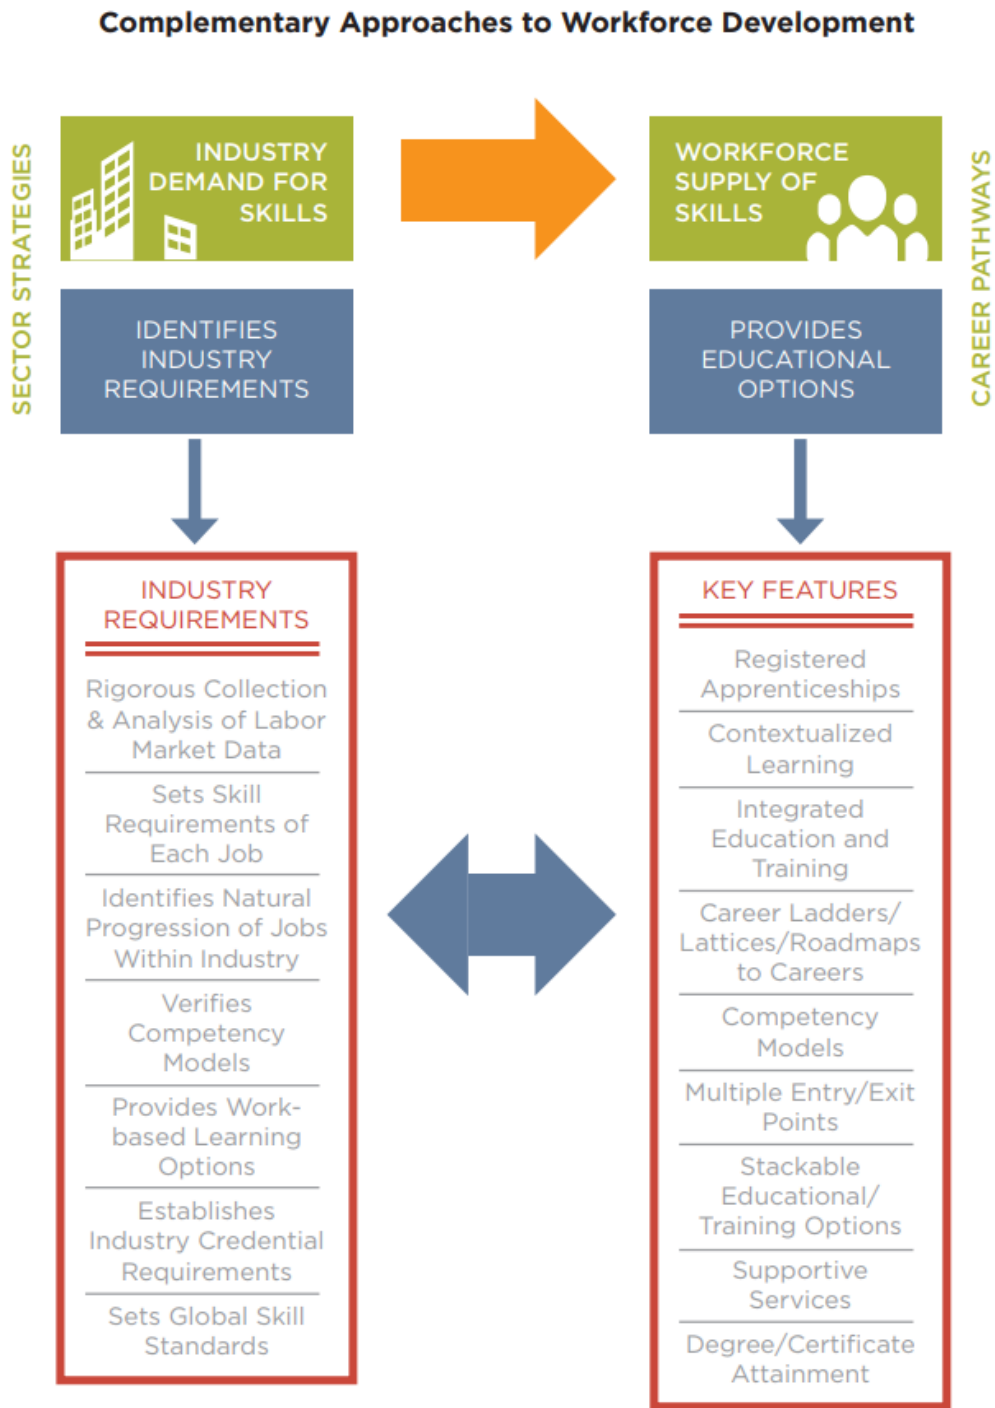 Complementary Approaches to Workforce Development
SECTOR STRATEGIES
INDUSTRY
DEMAND FOR
SKILLS
IDENTIFIES
INDUSTRY
REQUIREMENTS
INDUSTRY
REQUIREMENTS
Rigorous Collection
& Analysis of Labor
Market Data
Sets Skill
Requirements of
Each Job
Identifies Natural
Progression of Jobs
Within Industry
Verifies
Competency
Models
Provides Work-
based Learning
Options
Establishes
Industry Credential
Requirements
Sets Global Skill
Standards
WORKFORCE
SUPPLY OF
SKILLS
PROVIDES
EDUCATIONAL
OPTIONS
KEY FEATURES
Registered
Apprenticeships
Contextualized
Learning
Integrated
Education and
Training
Career Ladders/
Lattices/Roadmaps
to Careers
Competency
Models
Multiple Entry/Exit
Points
Stackable
Educational/
Training Options
Supportive
Services
Degree/Certificate
Attainment
CAREER PATHWAYS